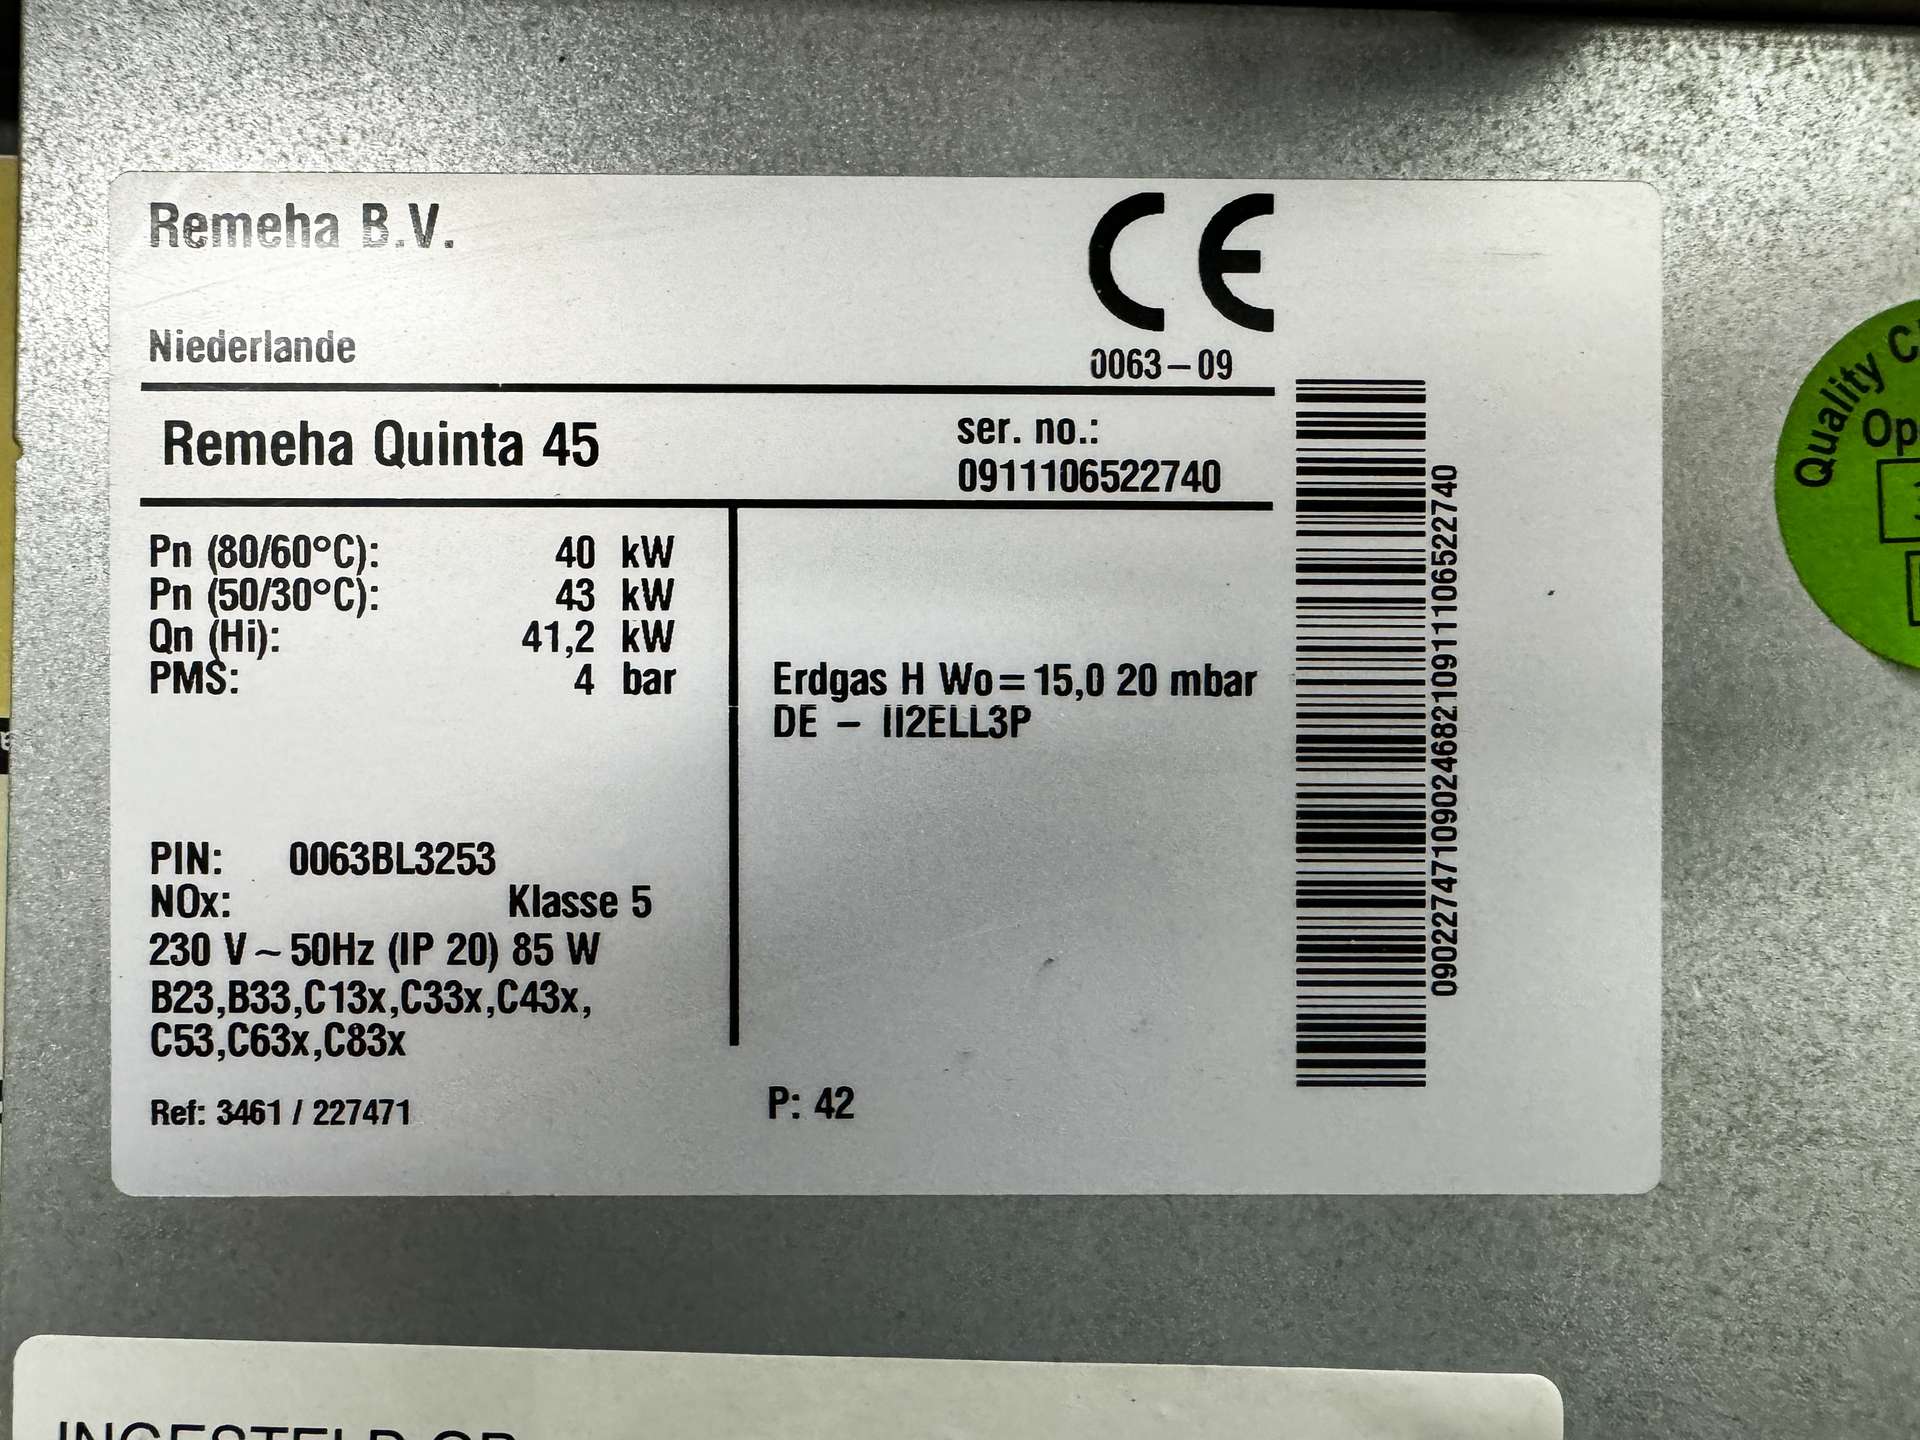 Remeha B.V.
CE
Niederlande
0063-09
Remeha Quinta 45
ser. no.:
0911106522740
Pn (80/60°C): 40 kW
Pn (50/30°C): 43 kW
Qn (Hi): 41,2 kW
PMS: 4 bar
Erdgas H Wo=15,0 20 mbar
DE - II2ELL3P
PIN: 0063BL3253
NOx: Klasse 5
230 V~50Hz (IP 20) 85 W
B23,B33,C13x,C33x,C43x,
C53,C63x,C83x
Ref: 3461 / 227471
P: 42
0902274710902468210911106522740
Quality
INGESTELD OP